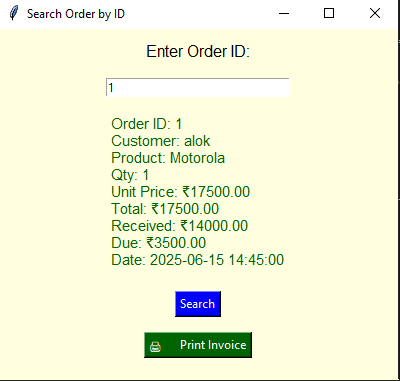 Search Order by ID
Enter Order ID:
1
Order ID: 1
Customer: alok
Product: Motorola
Qty: 1
Unit Price: ₹17500.00
Total: ₹17500.00
Received: ₹14000.00
Due: ₹3500.00
Date: 2025-06-15 14:45:00
Search
Print Invoice